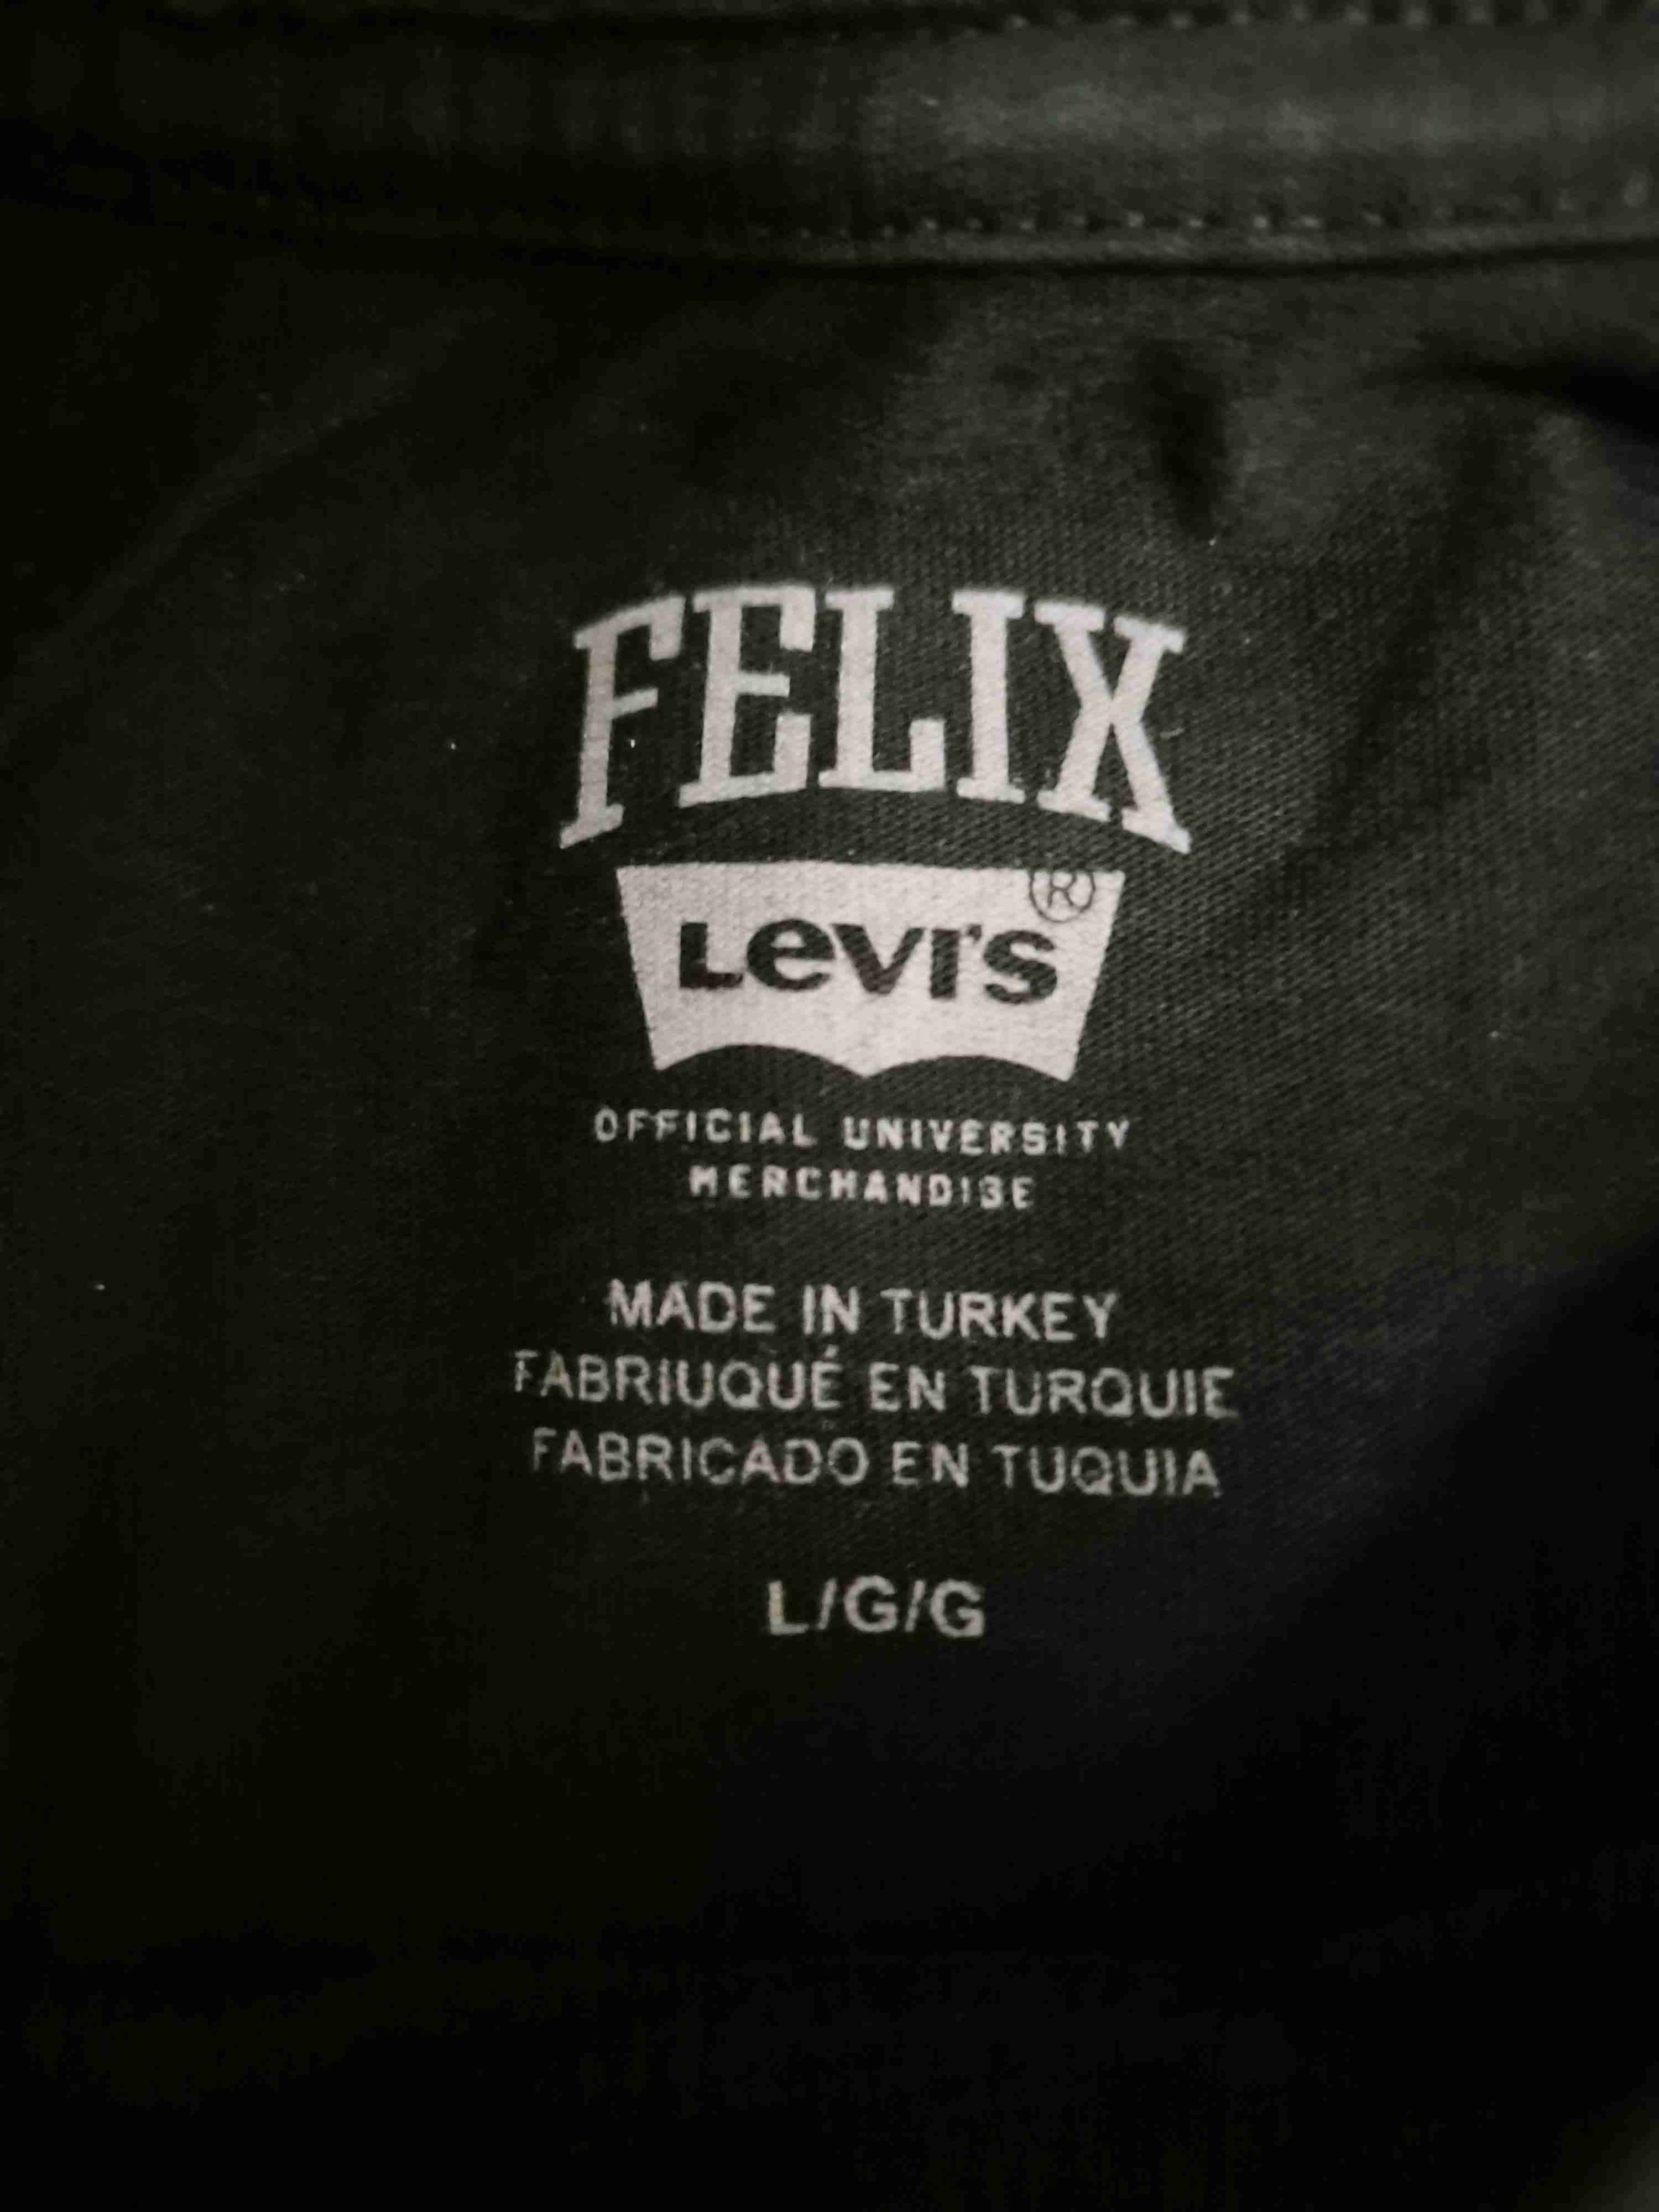 FELIX
Levi's®
OFFICIAL UNIVERSITY
MERCHANDISE
MADE IN TURKEY
FABRIUQUÉ EN TURQUIE
FABRICADO EN TUQUIA
L/G/G